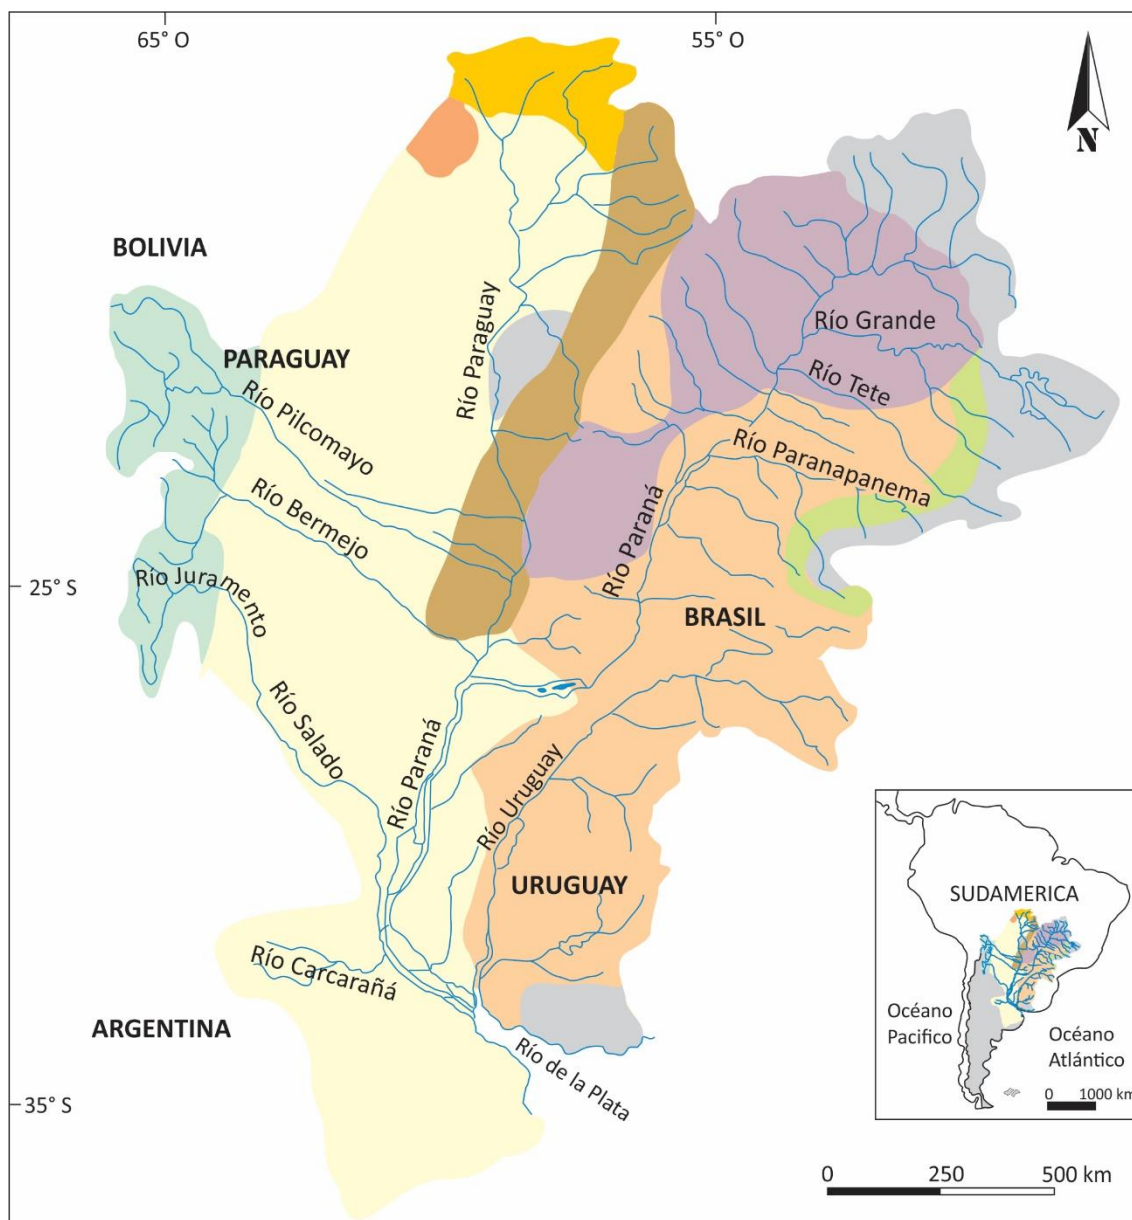 65° O
55° O
N
BOLIVIA
PARAGUAY
Río Paraguay
Río Grande
Río Tete
Río Pilcomayo
Río Paranapanema
Río Bermejo
Río Paraná
25° S
Río Juramento
BRASIL
Río Salado
Río Paraná
Río Uruguay
URUGUAY
Río Carcarañá
ARGENTINA
Río de la Plata
35° S
SUDAMERICA
Océano
Pacifico
Océano
Atlántico
0 1000 km
0 250 500 km